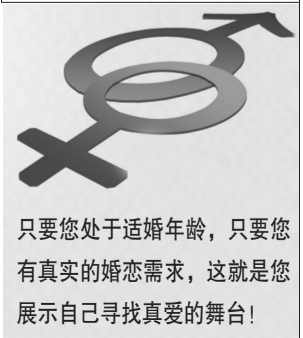 只要您处于适婚年龄，只要您
有真实的婚恋需求，这就是您
展示自己寻找真爱的舞台！